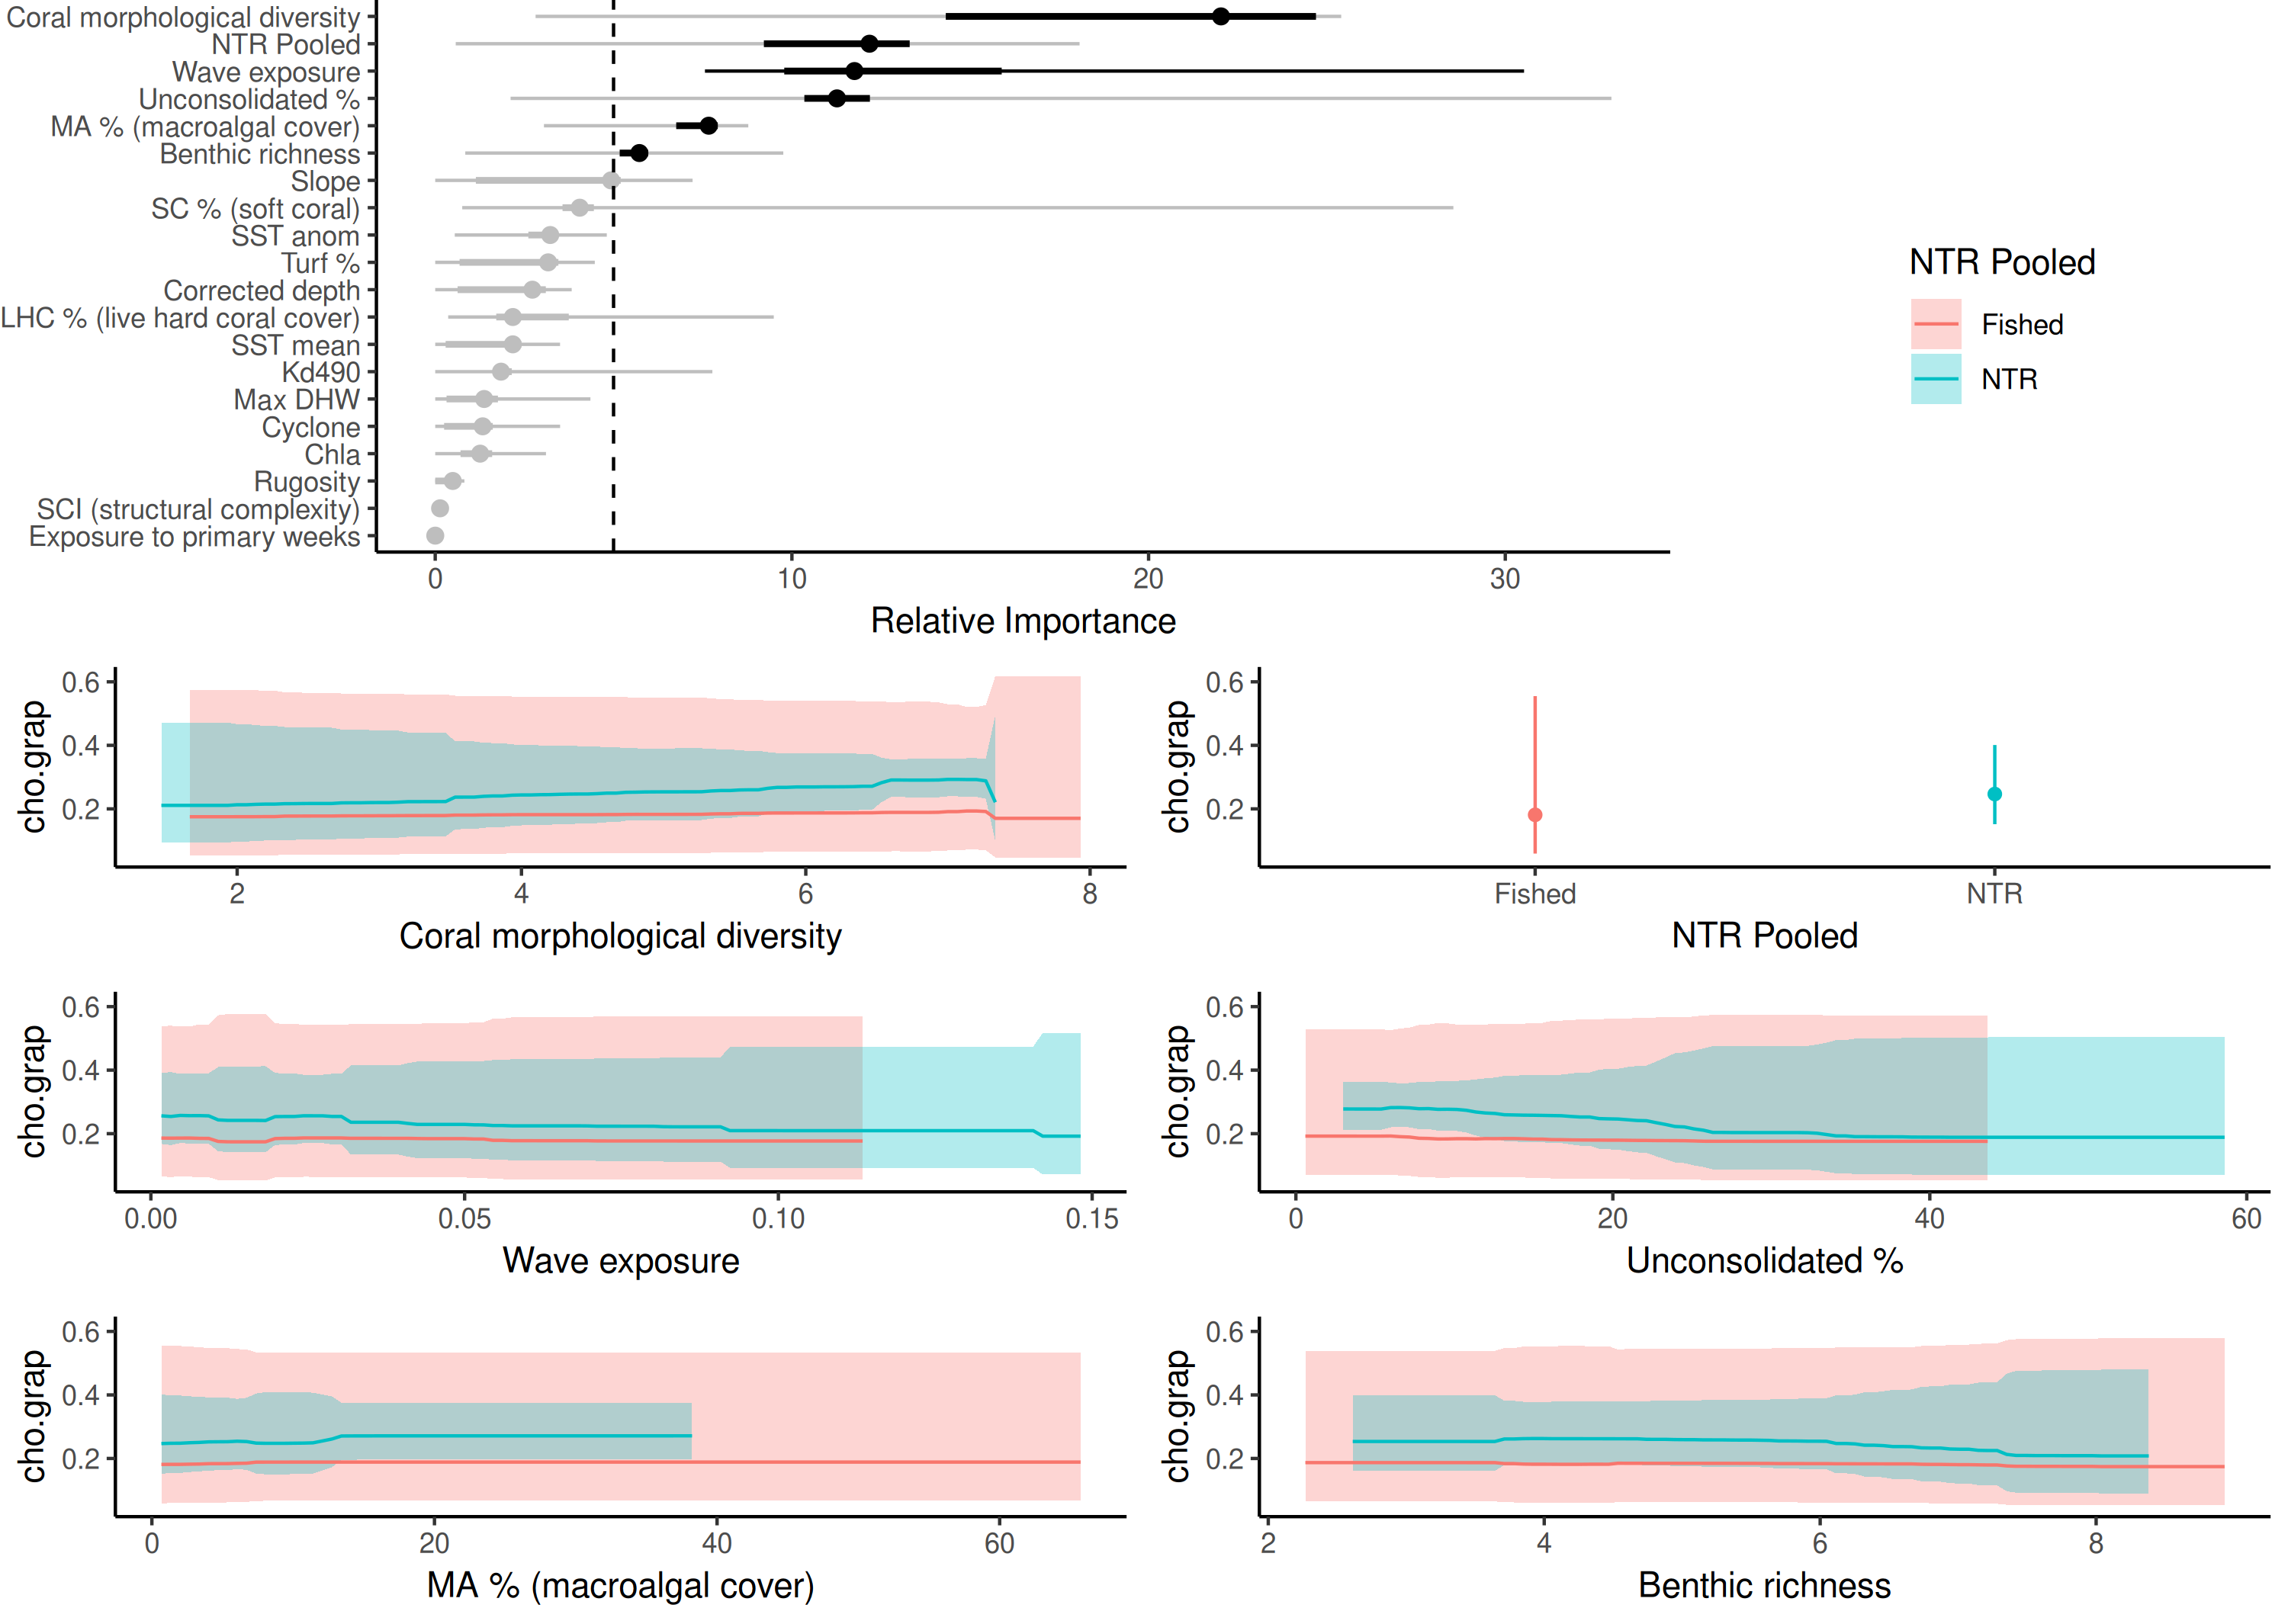 Coral morphological diversity
NTR Pooled
Wave exposure
Unconsolidated %
MA % (macroalgal cover)
Benthic richness
Slope
SC % (soft coral)
SST anom
Turf %
Corrected depth
LHC % (live hard coral cover)
SST mean
Kd490
Max DHW
Cyclone
Chla
Rugosity
SCI (structural complexity)
Exposure to primary weeks
0 10 20 30
Relative Importance
NTR Pooled
Fished
NTR
0.6
0.4
0.2
cho.grap
2 4 6 8
Coral morphological diversity
0.6
0.4
0.2
cho.grap
Fished NTR
NTR Pooled
0.6
0.4
0.2
cho.grap
0.00 0.05 0.10 0.15
Wave exposure
0.6
0.4
0.2
cho.grap
0 20 40 60
Unconsolidated %
0.6
0.4
0.2
cho.grap
0 20 40 60
MA % (macroalgal cover)
0.6
0.4
0.2
cho.grap
2 4 6 8
Benthic richness